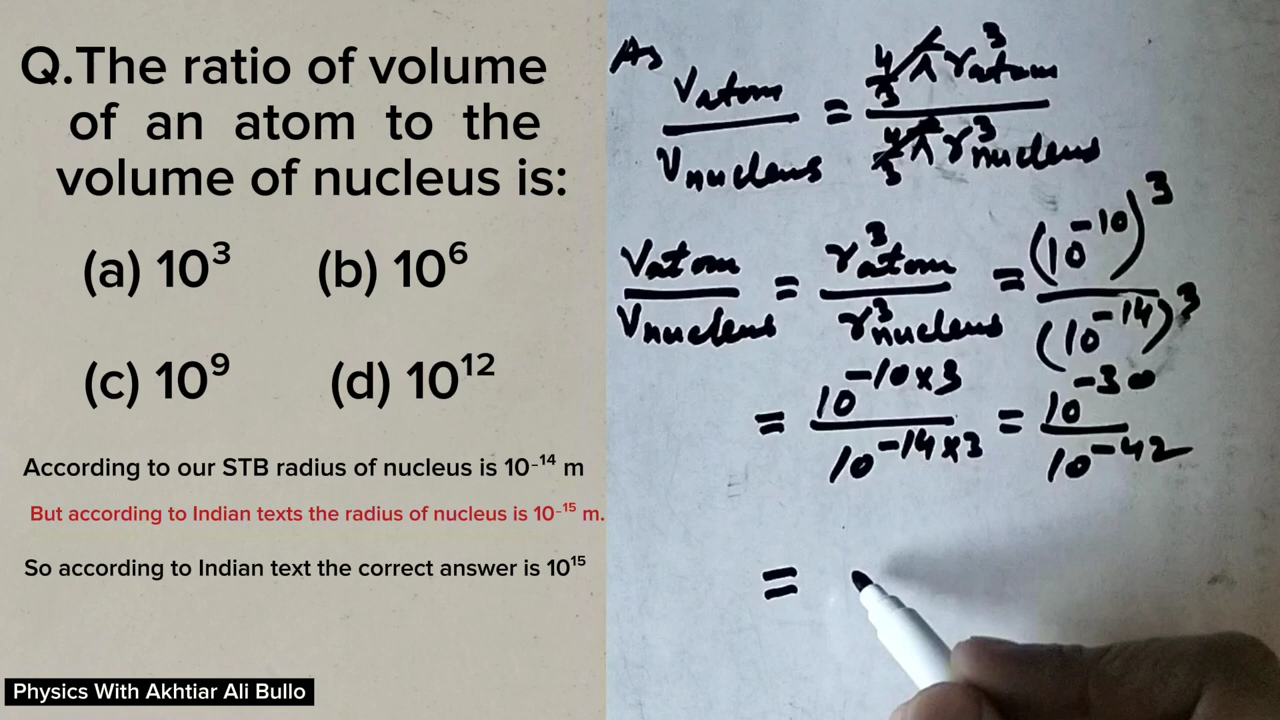 Q.The ratio of volume
of an atom to the
volume of nucleus is:
(a) 10³ (b) 10⁶
(c) 10⁹ (d) 10¹²
According to our STB radius of nucleus is 10⁻¹⁴ m
But according to Indian texts the radius of nucleus is 10⁻¹⁵ m.
So according to Indian text the correct answer is 10¹⁵
Physics With Akhtiar Ali Bullo
As
Vatom / Vnucleus = 4/3 π r³atom / 4/3 π r³nucleus
Vatom / Vnucleus = r³atom / r³nucleus = (10⁻¹⁰)³ / (10⁻¹⁴)³
= 10⁻¹⁰ˣ³ / 10⁻¹⁴ˣ³ = 10⁻³⁰ / 10⁻⁴²
=